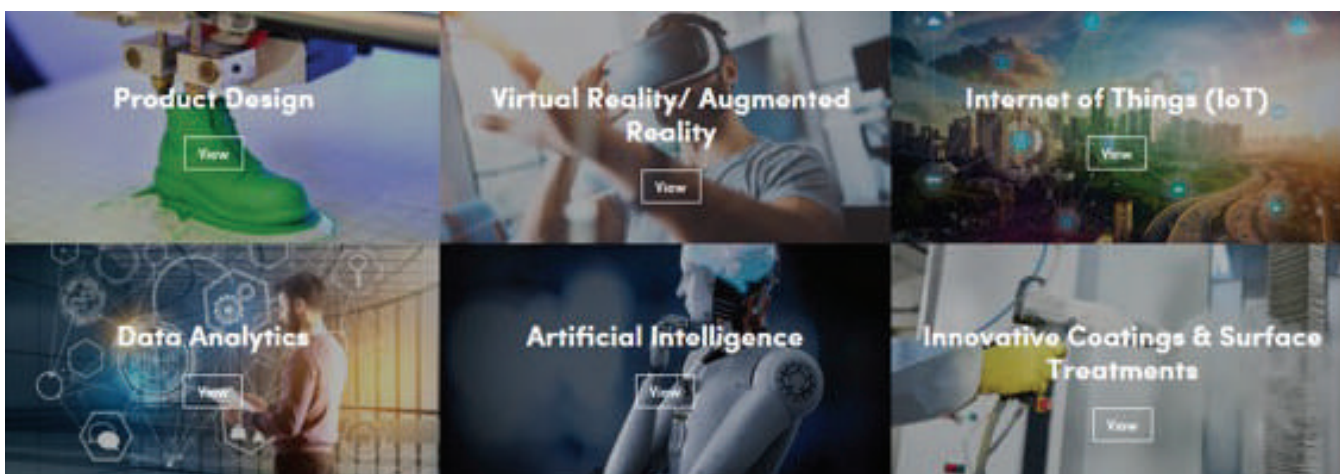 Product Design
View
Virtual Reality/ Augmented
Reality
View
Internet of Things (IoT)
View
Data Analytics
View
Artificial Intelligence
View
Innovative Coatings & Surface
Treatments
View